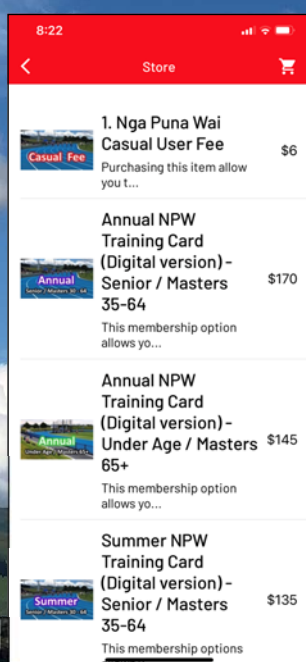 8:22
Store
1. Nga Puna Wai
Casual User Fee
Purchasing this item allow
you t...
$6
Casual Fee
Annual NPW
Training Card
(Digital version) -
Senior / Masters
35-64
This membership option
allows yo...
$170
Annual
Senior / Masters 35 - 64
Annual NPW
Training Card
(Digital version) -
Under Age / Masters
65+
This membership option
allows yo...
$145
Annual
Under Age / Masters 65+
Summer NPW
Training Card
(Digital version) -
Senior / Masters
35-64
This membership options
$135
Summer
Senior / Masters 35 - 64